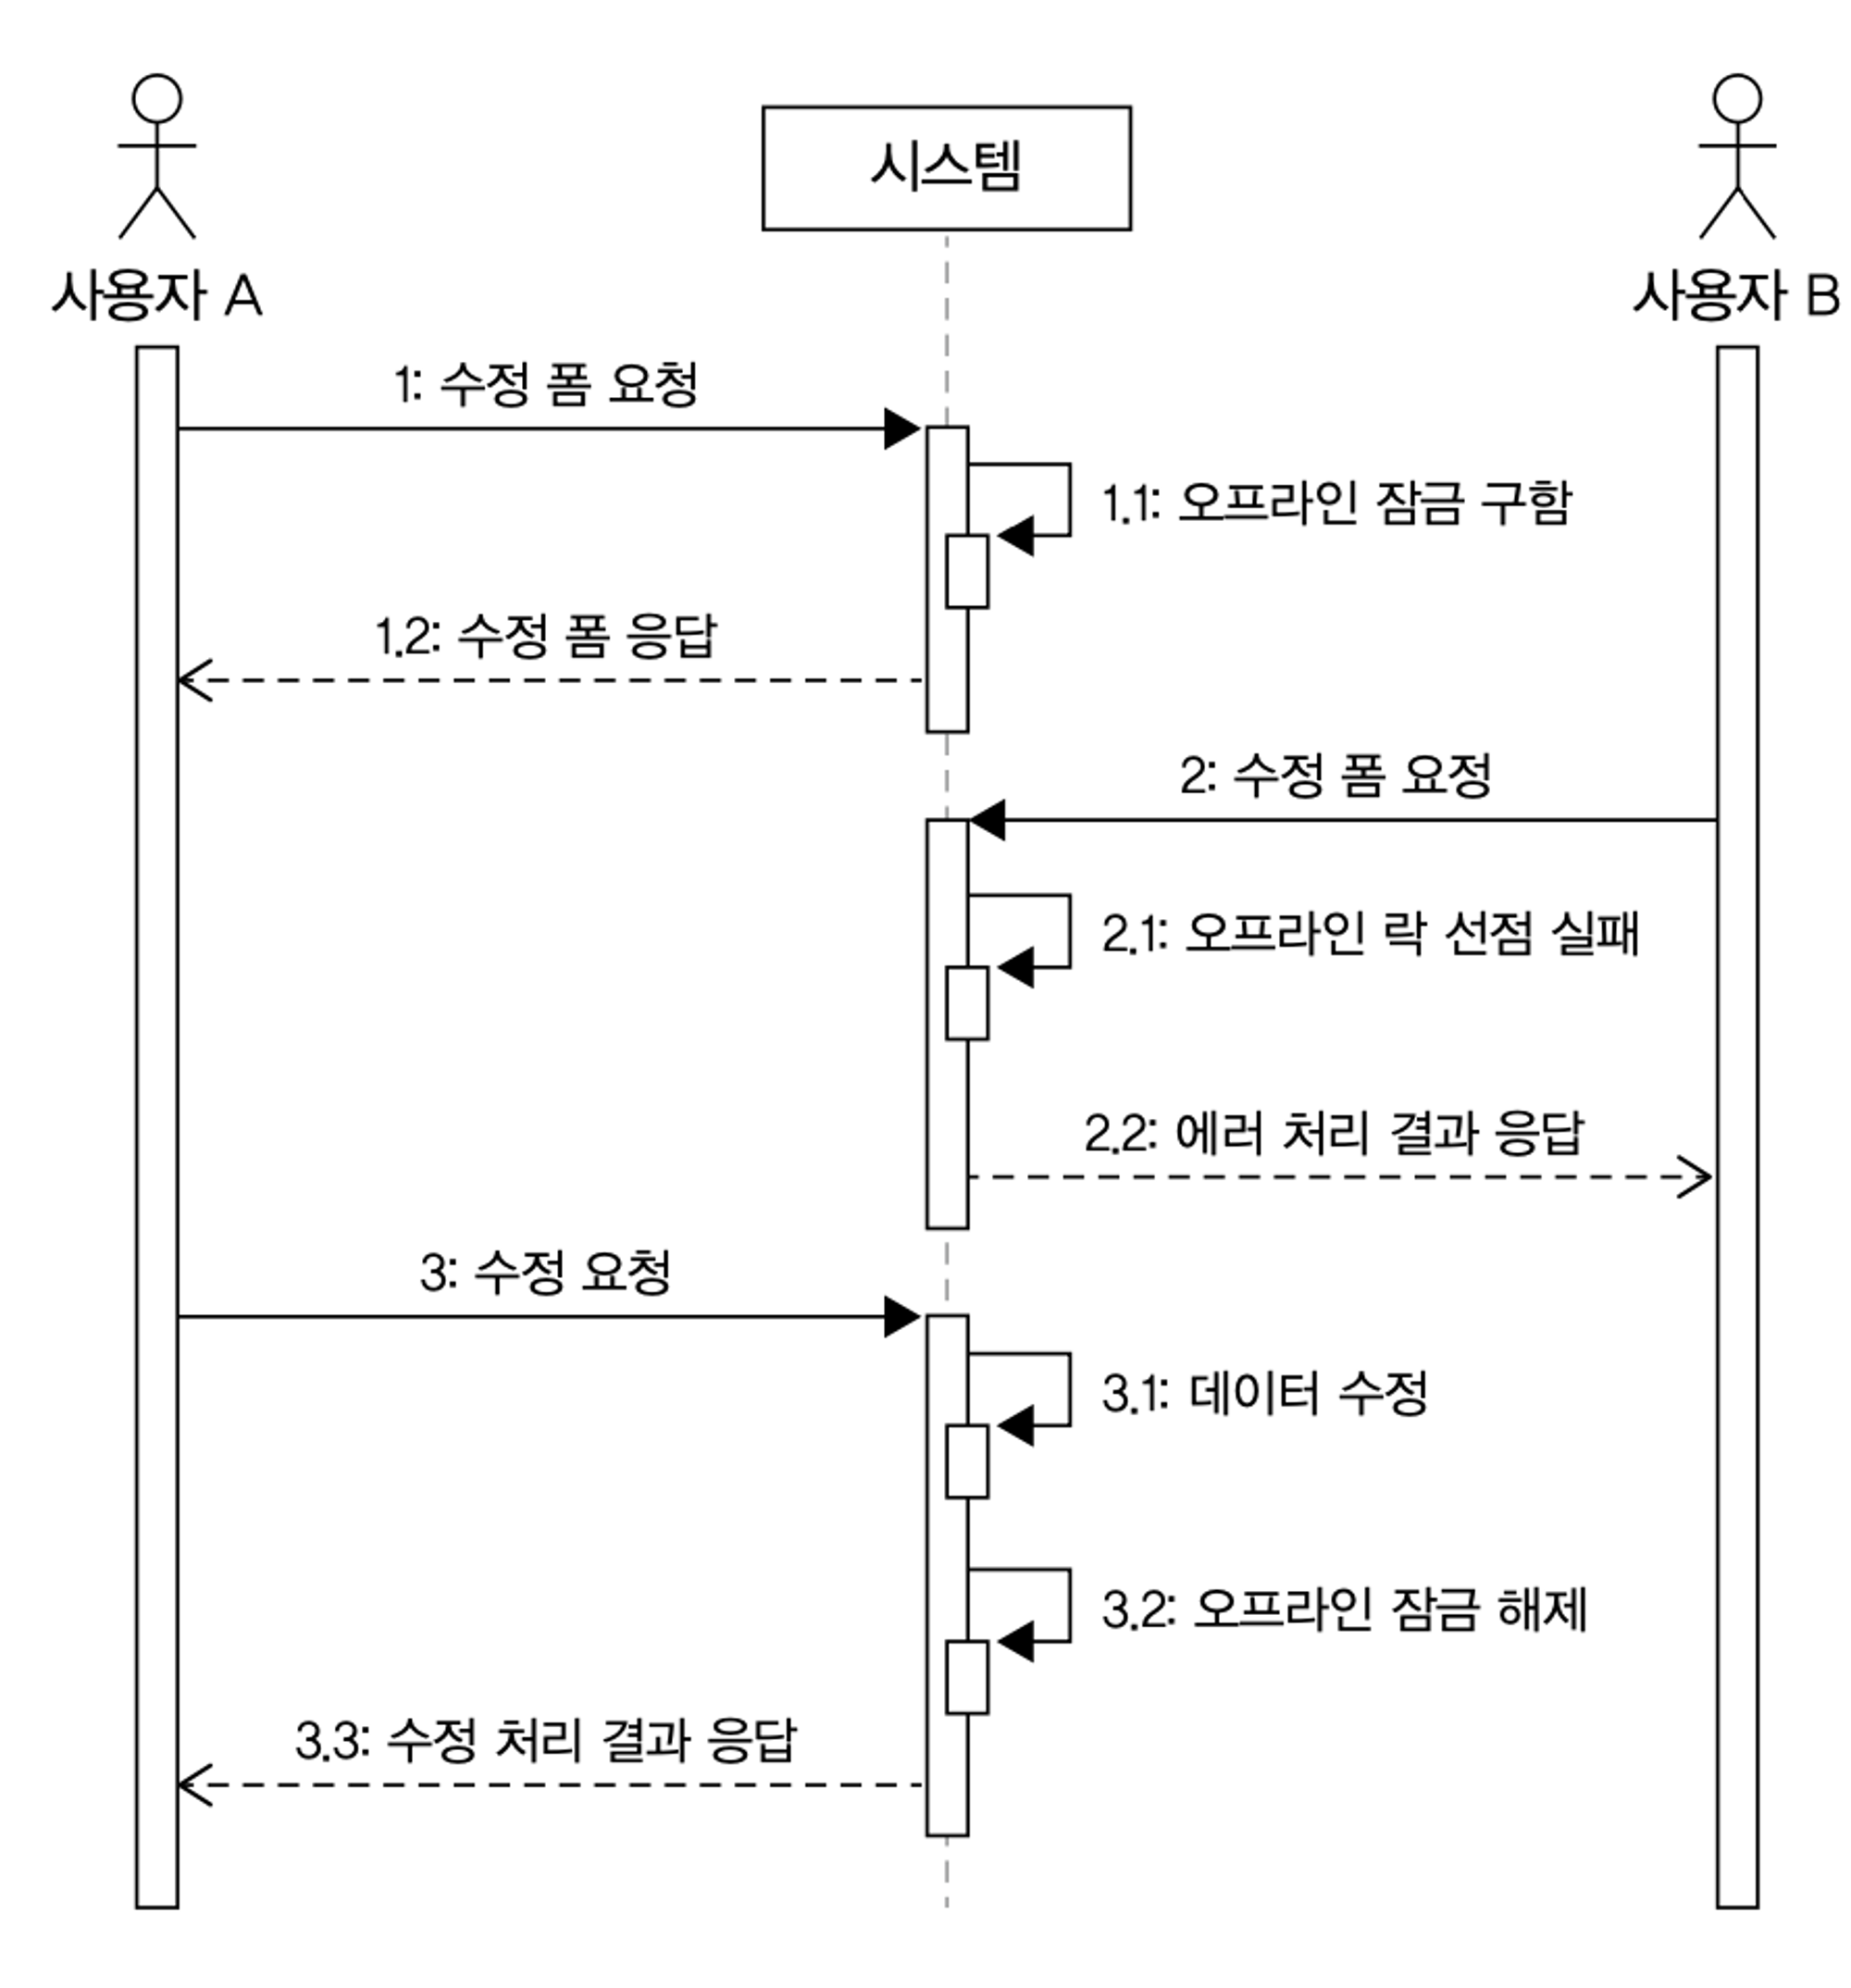 시스템
사용자 A
사용자 B
1: 수정 폼 요청
1.1: 오프라인 잠금 구함
1.2: 수정 폼 응답
2: 수정 폼 요정
2.1: 오프라인 락 선점 실패
2.2: 에러 처리 결과 응답
3: 수정 요청
3.1: 데이터 수정
3.2: 오프라인 잠금 해제
3.3: 수정 처리 결과 응답